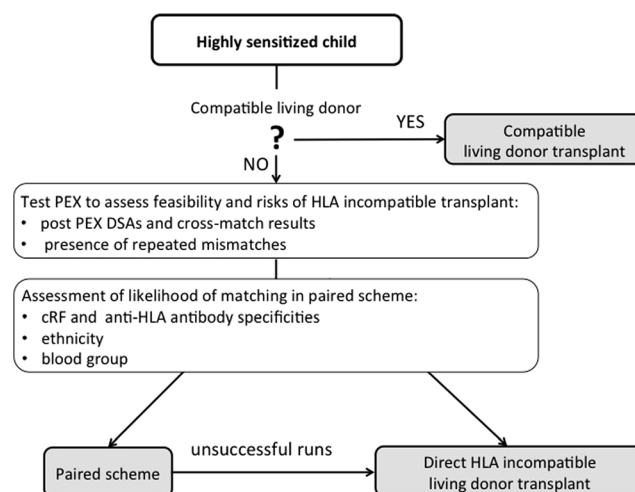 Highly sensitized child
Compatible living donor
?
YES
Compatible
living donor transplant
NO
Test PEX to assess feasibility and risks of HLA incompatible transplant:
• post PEX DSAs and cross-match results
• presence of repeated mismatches
Assessment of likelihood of matching in paired scheme:
• cRF and anti-HLA antibody specificities
• ethnicity
• blood group
unsuccessful runs
Paired scheme
Direct HLA incompatible
living donor transplant